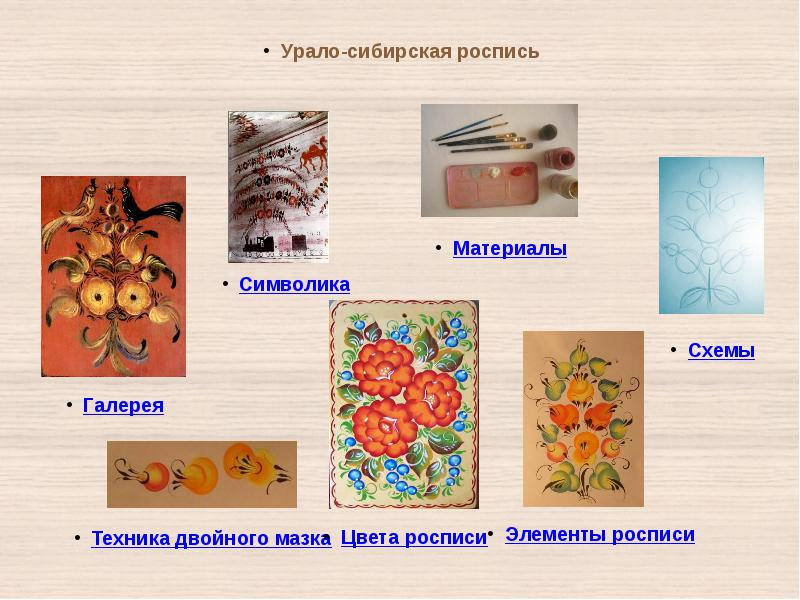 • Урало-сибирская роспись
• Материалы
• Символика
• Схемы
• Галерея
• Техника двойного мазка
• Цвета росписи
• Элементы росписи